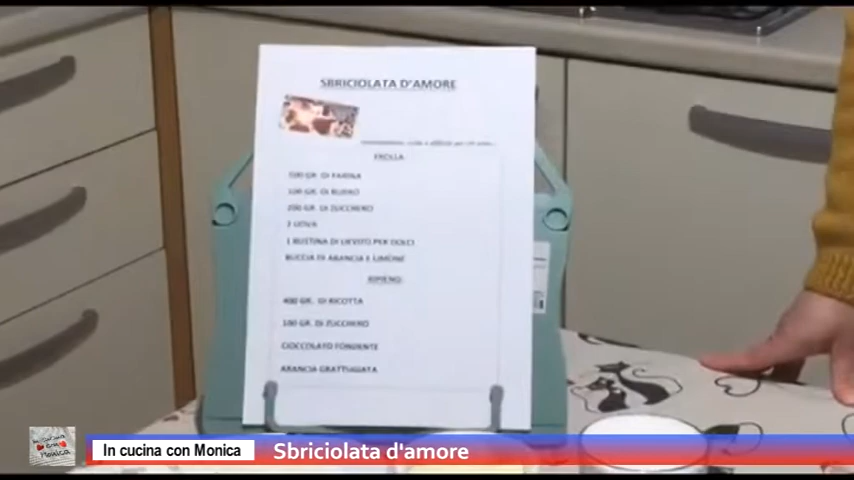 SBRICIOLATA D'AMORE
FROLLA
500 GR. DI FARINA
100 GR. DI BURRO
200 GR. DI ZUCCHERO
2 UOVA
1 BUSTINA DI LIEVITO PER DOLCI
BUCCIA DI ARANCIA E LIMONE
RIPIENO:
400 GR. DI RICOTTA
100 GR. DI ZUCCHERO
CIOCCOLATO FONDENTE
ARANCIA GRATTUGIATA
In cucina con Monica
Sbriciolata d'amore